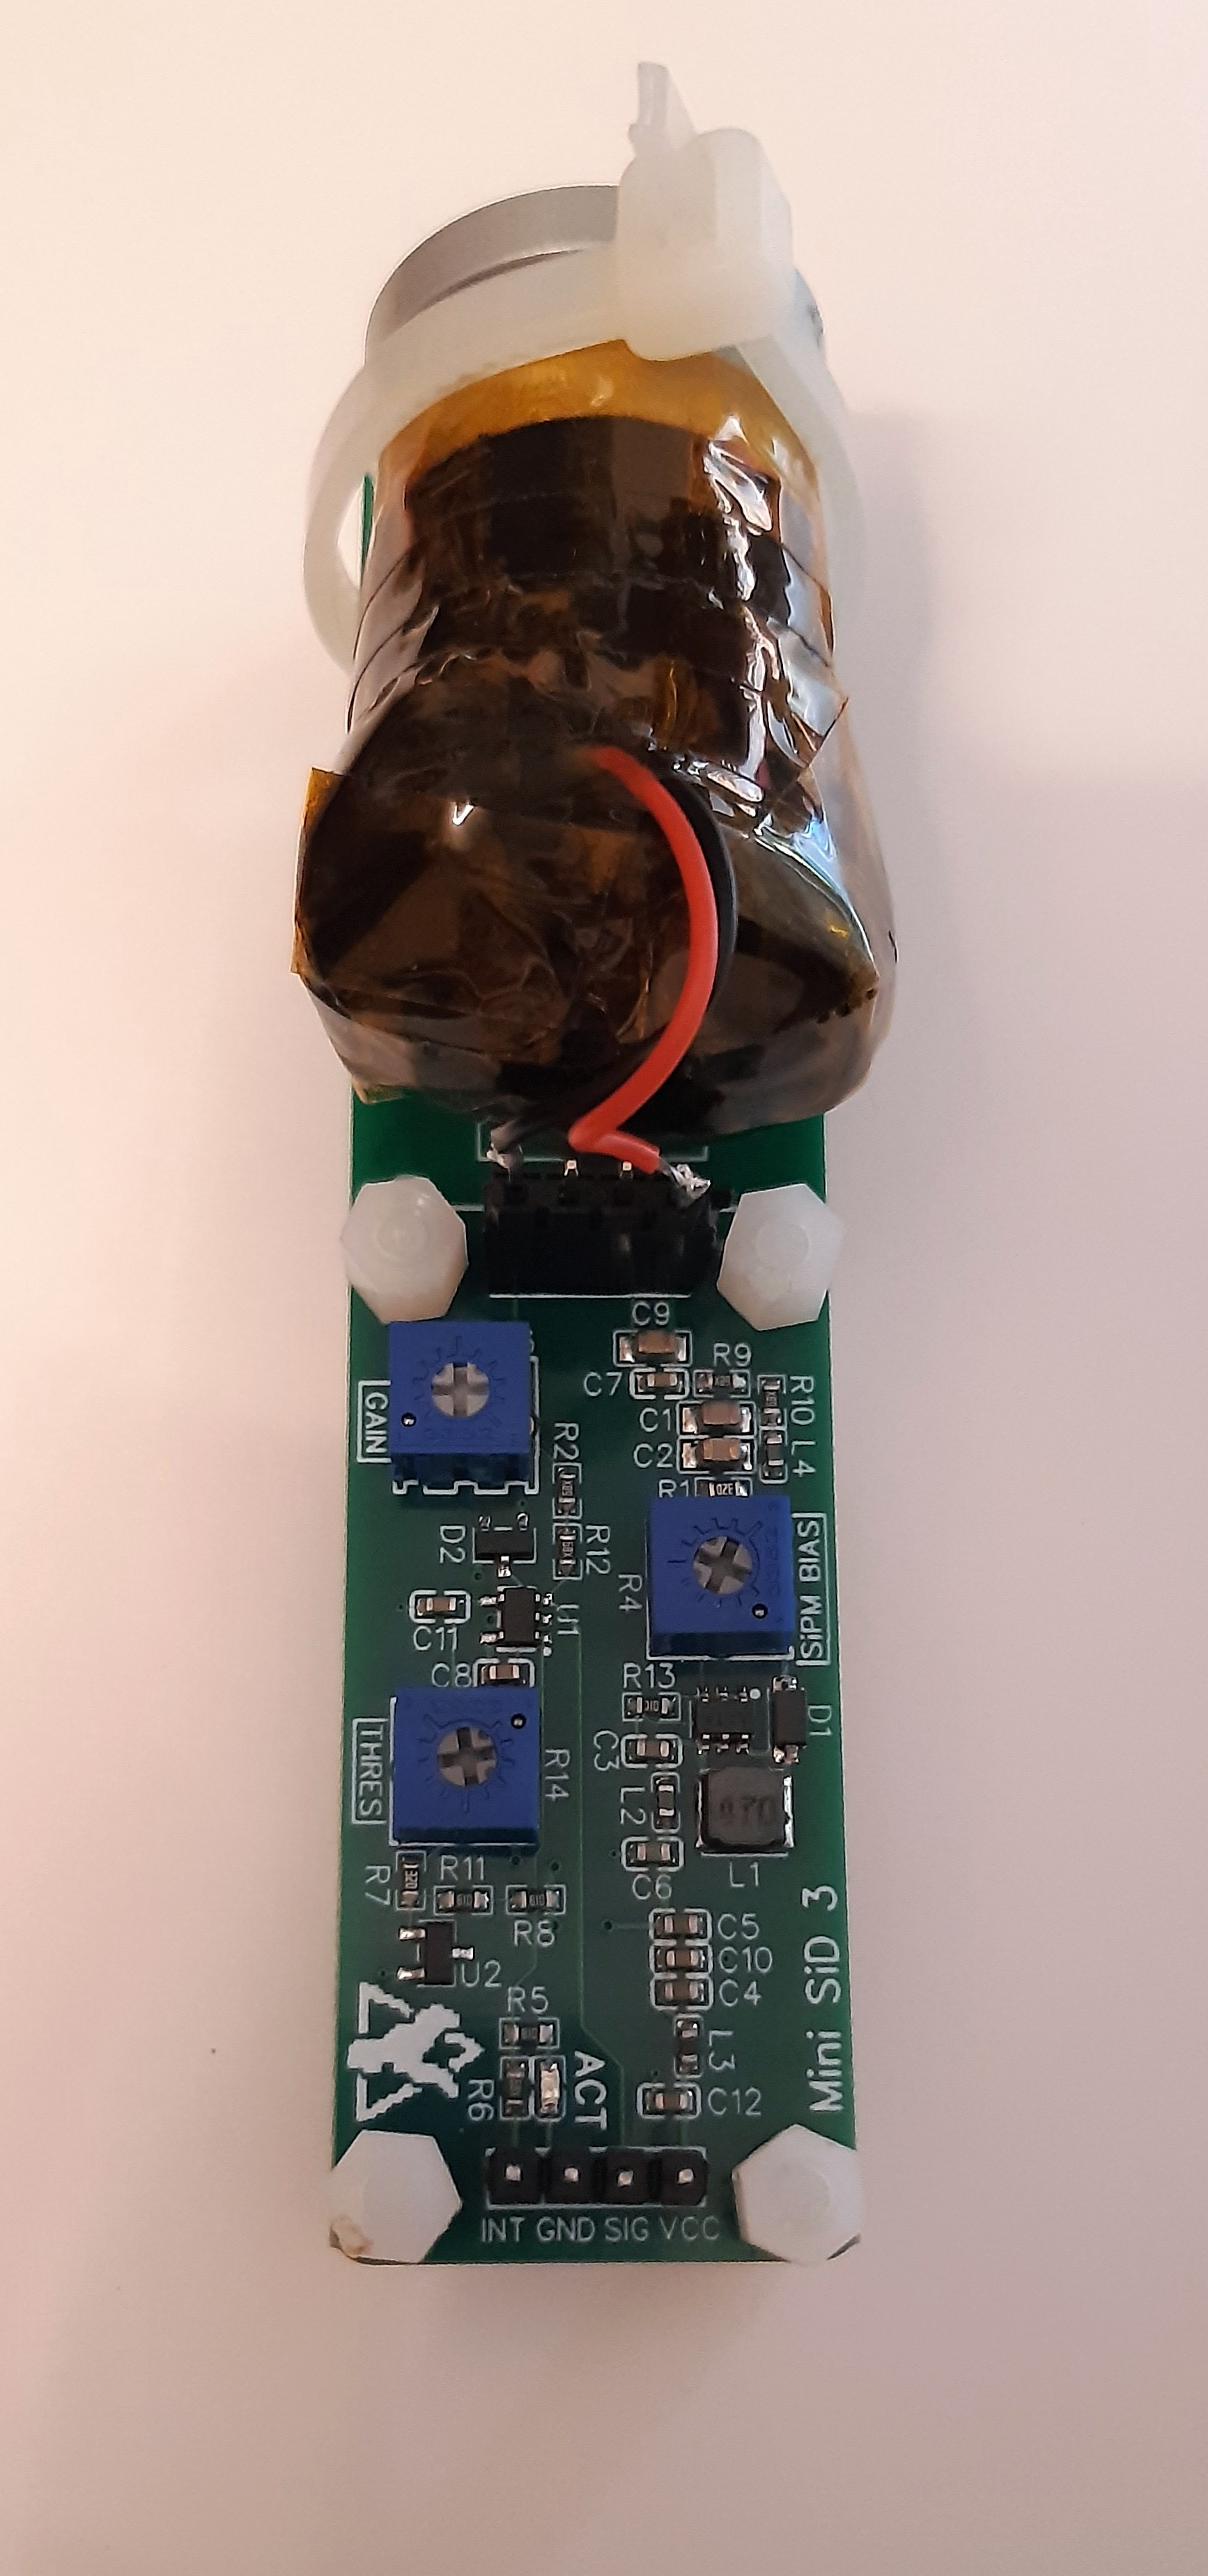 C9
R9
C7
GAIN
R10
C1
L4
R2
C2
R1
320
D2
R12
SiPM BIAS
R4
U1
C11
C8
R13
D1
THRES
R14
C3
L2
470
R7
R11
C6
L1
R8
C5
U2
C10
R5
C4
Mini SiD 3
L3
R6
ACT
C12
INT GND SIG VCC